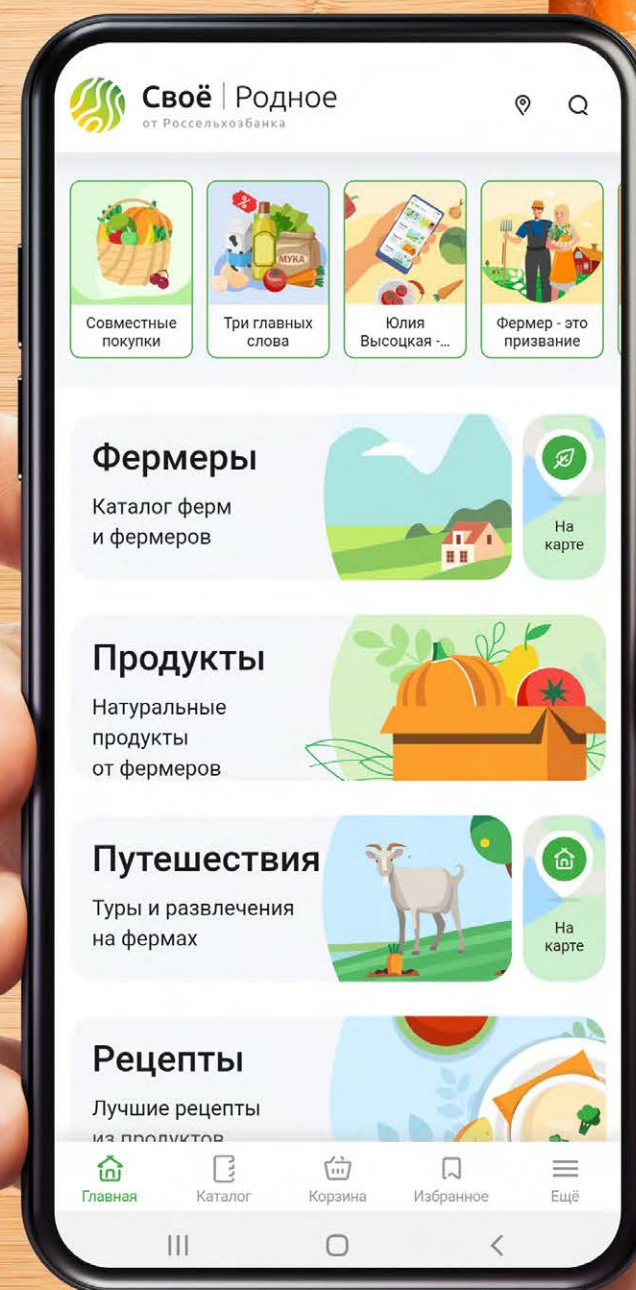 Своё | Родное
от Россельхозбанка
МУКА
%
Совместные
покупки
Три главных
слова
Юлия
Высоцкая -...
Фермер - это
призвание
Фермеры
Каталог ферм
и фермеров
На
карте
Продукты
Натуральные
продукты
от фермеров
Путешествия
Туры и развлечения
на фермах
На
карте
Рецепты
Лучшие рецепты
из продуктов
Главная
Каталог
Корзина
Избранное
Ещё